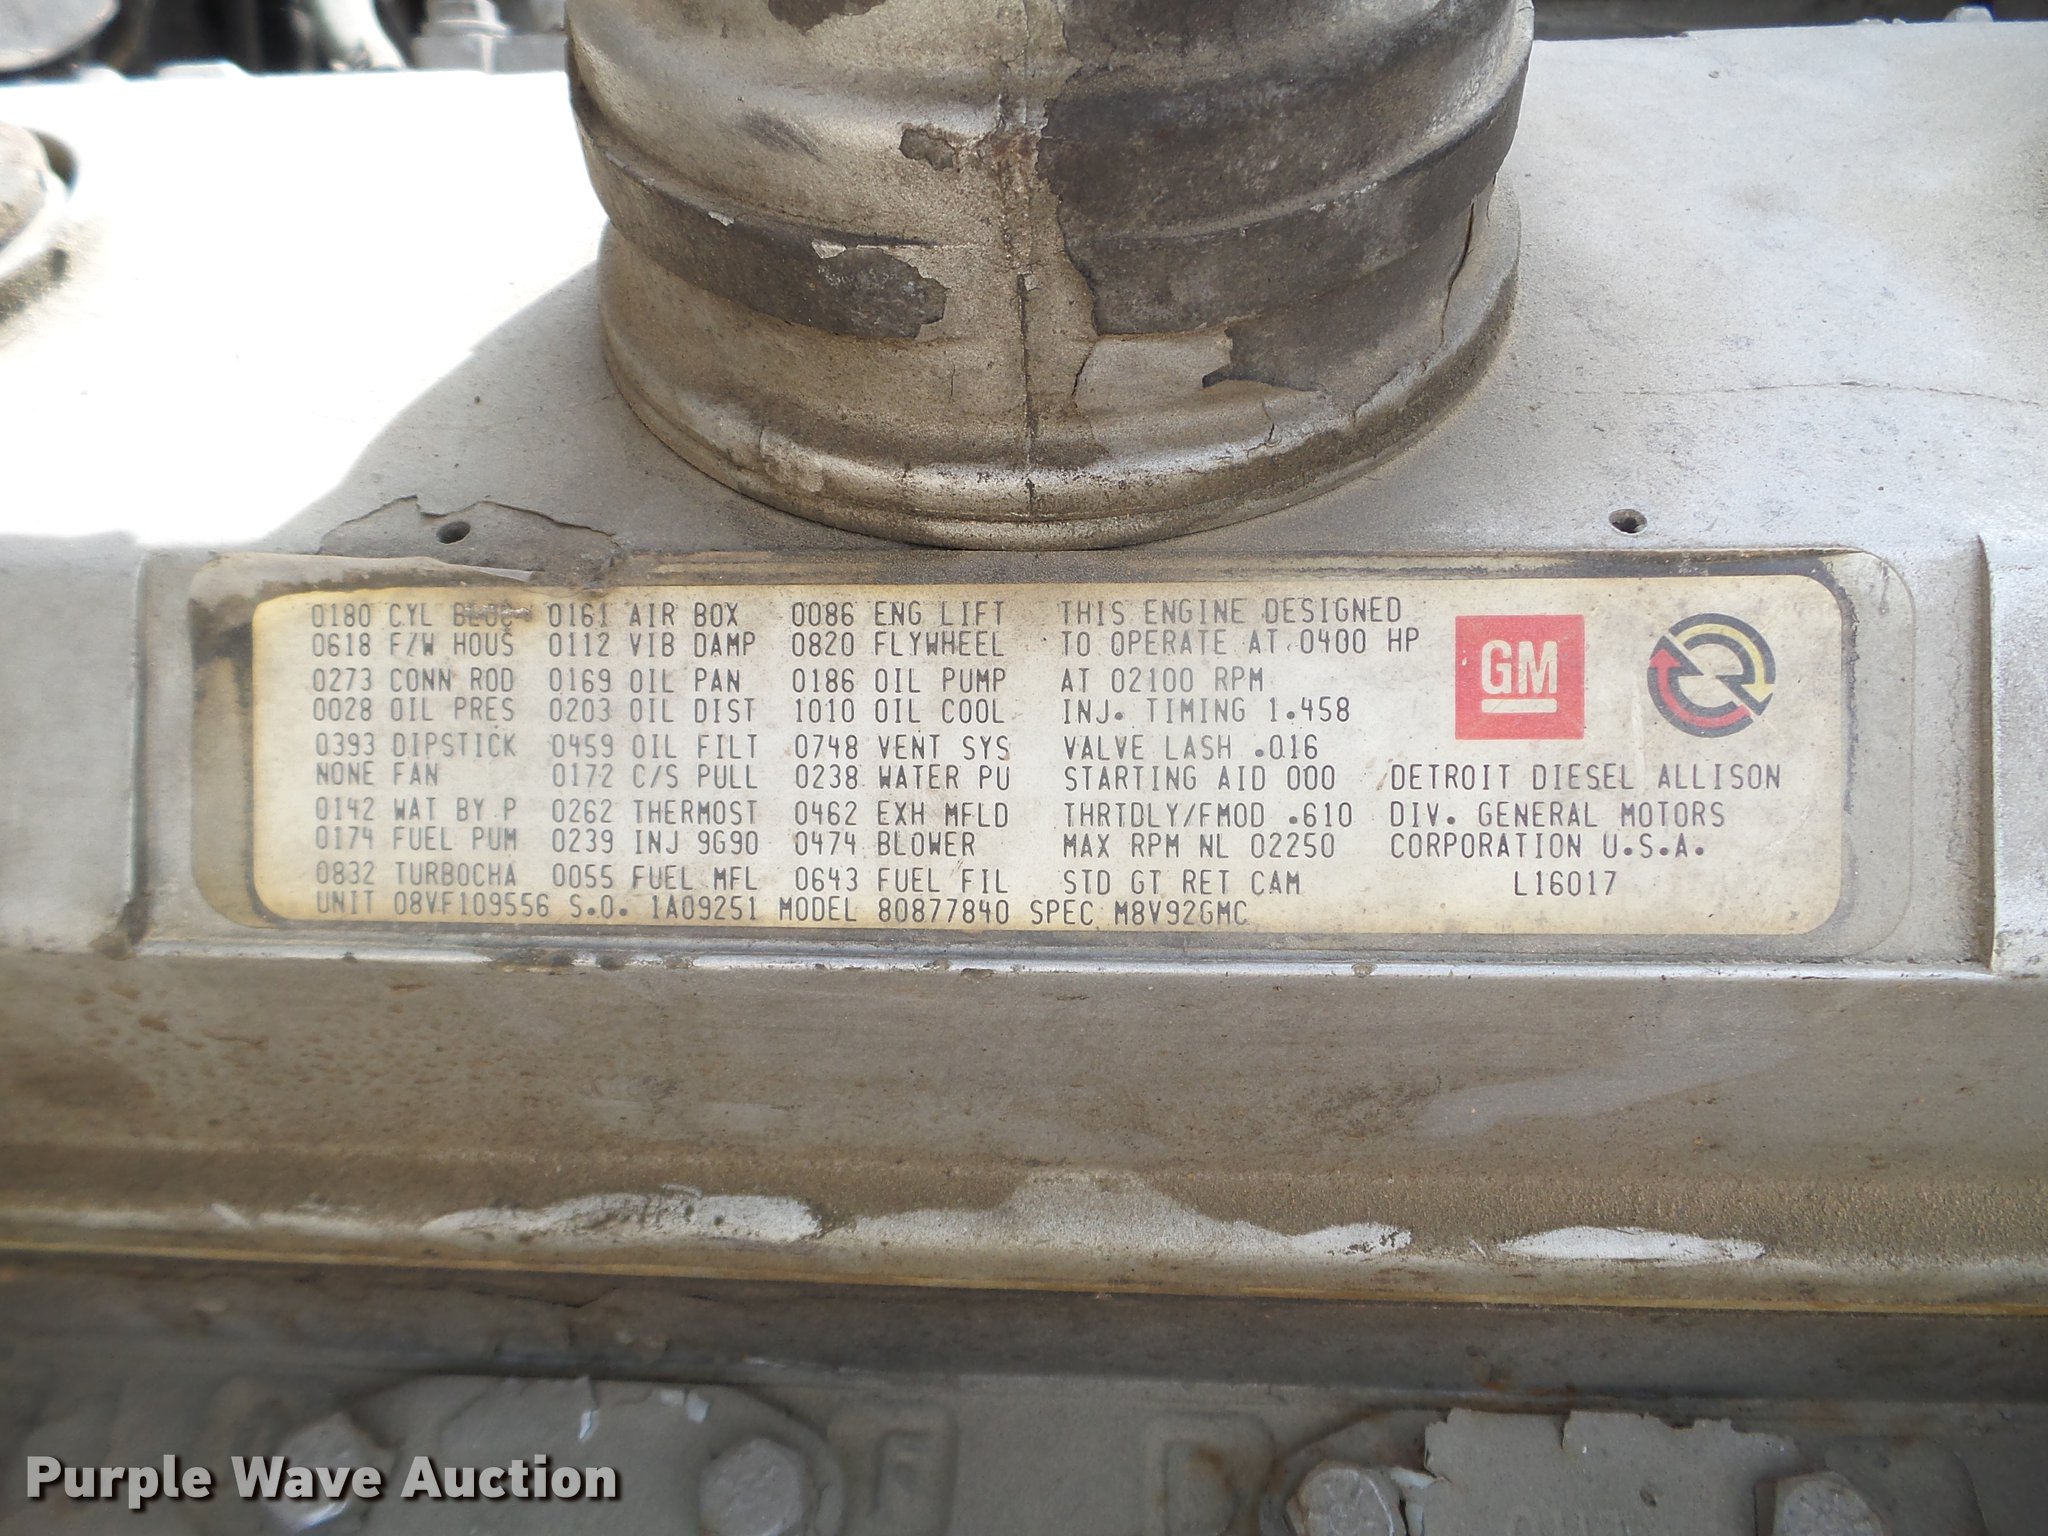 0180 CYL BLOC 0161 AIR BOX 0086 ENG LIFT THIS ENGINE DESIGNED
0618 F/W HOUS 0112 VIB DAMP 0820 FLYWHEEL TO OPERATE AT 0400 HP
0273 CONN ROD 0169 OIL PAN 0186 OIL PUMP AT 02100 RPM
0028 OIL PRES 0203 OIL DIST 1010 OIL COOL INJ. TIMING 1.458
GM
0393 DIPSTICK 0459 OIL FILT 0748 VENT SYS VALVE LASH .016
NONE FAN 0172 C/S PULL 0238 WATER PU STARTING AID 000 DETROIT DIESEL ALLISON
0142 WAT BY P 0262 THERMOST 0462 EXH MFLD THRTDLY/FMOD .610 DIV. GENERAL MOTORS
0174 FUEL PUM 0239 INJ 9G90 0474 BLOWER MAX RPM NL 02250 CORPORATION U.S.A.
0832 TURBOCHA 0055 FUEL MFL 0643 FUEL FIL STD GT RET CAM L16017
UNIT 08VF109556 S.O. 1A09251 MODEL 80877840 SPEC M8V92GMC
Purple Wave Auction